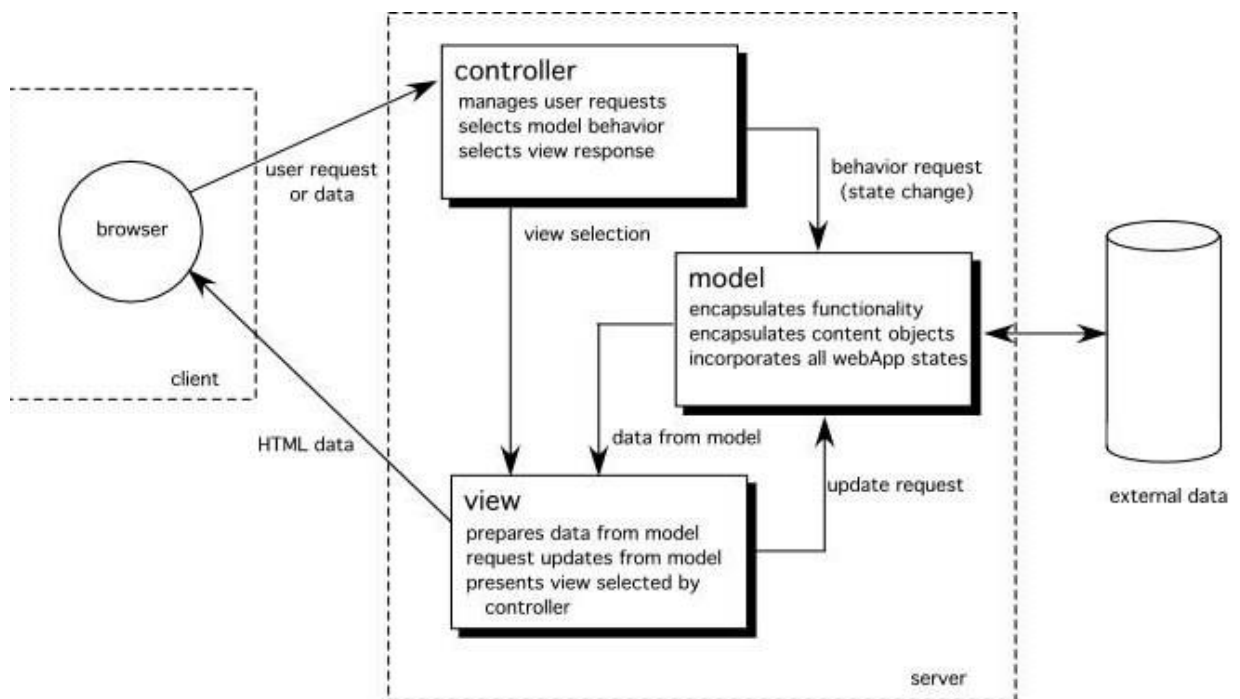 controller
manages user requests
selects model behavior
selects view response
user request
or data
behavior request
(state change)
browser
view selection
model
encapsulates functionality
encapsulates content objects
incorporates all webApp states
client
HTML data
data from model
view
prepares data from model
request updates from model
presents view selected by
controller
update request
external data
server